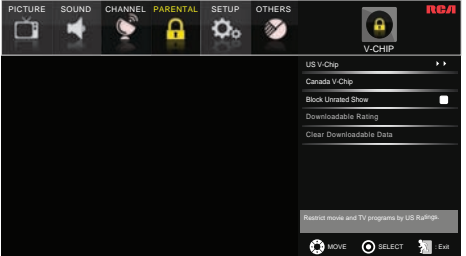 PICTURE SOUND CHANNEL PARENTAL SETUP OTHERS
RCA
V-CHIP
US V-Chip
Canada V-Chip
Block Unrated Show
Downloadable Rating
Clear Downloadable Data
Restrict movie and TV programs by US Ratings.
MOVE SELECT : Exit